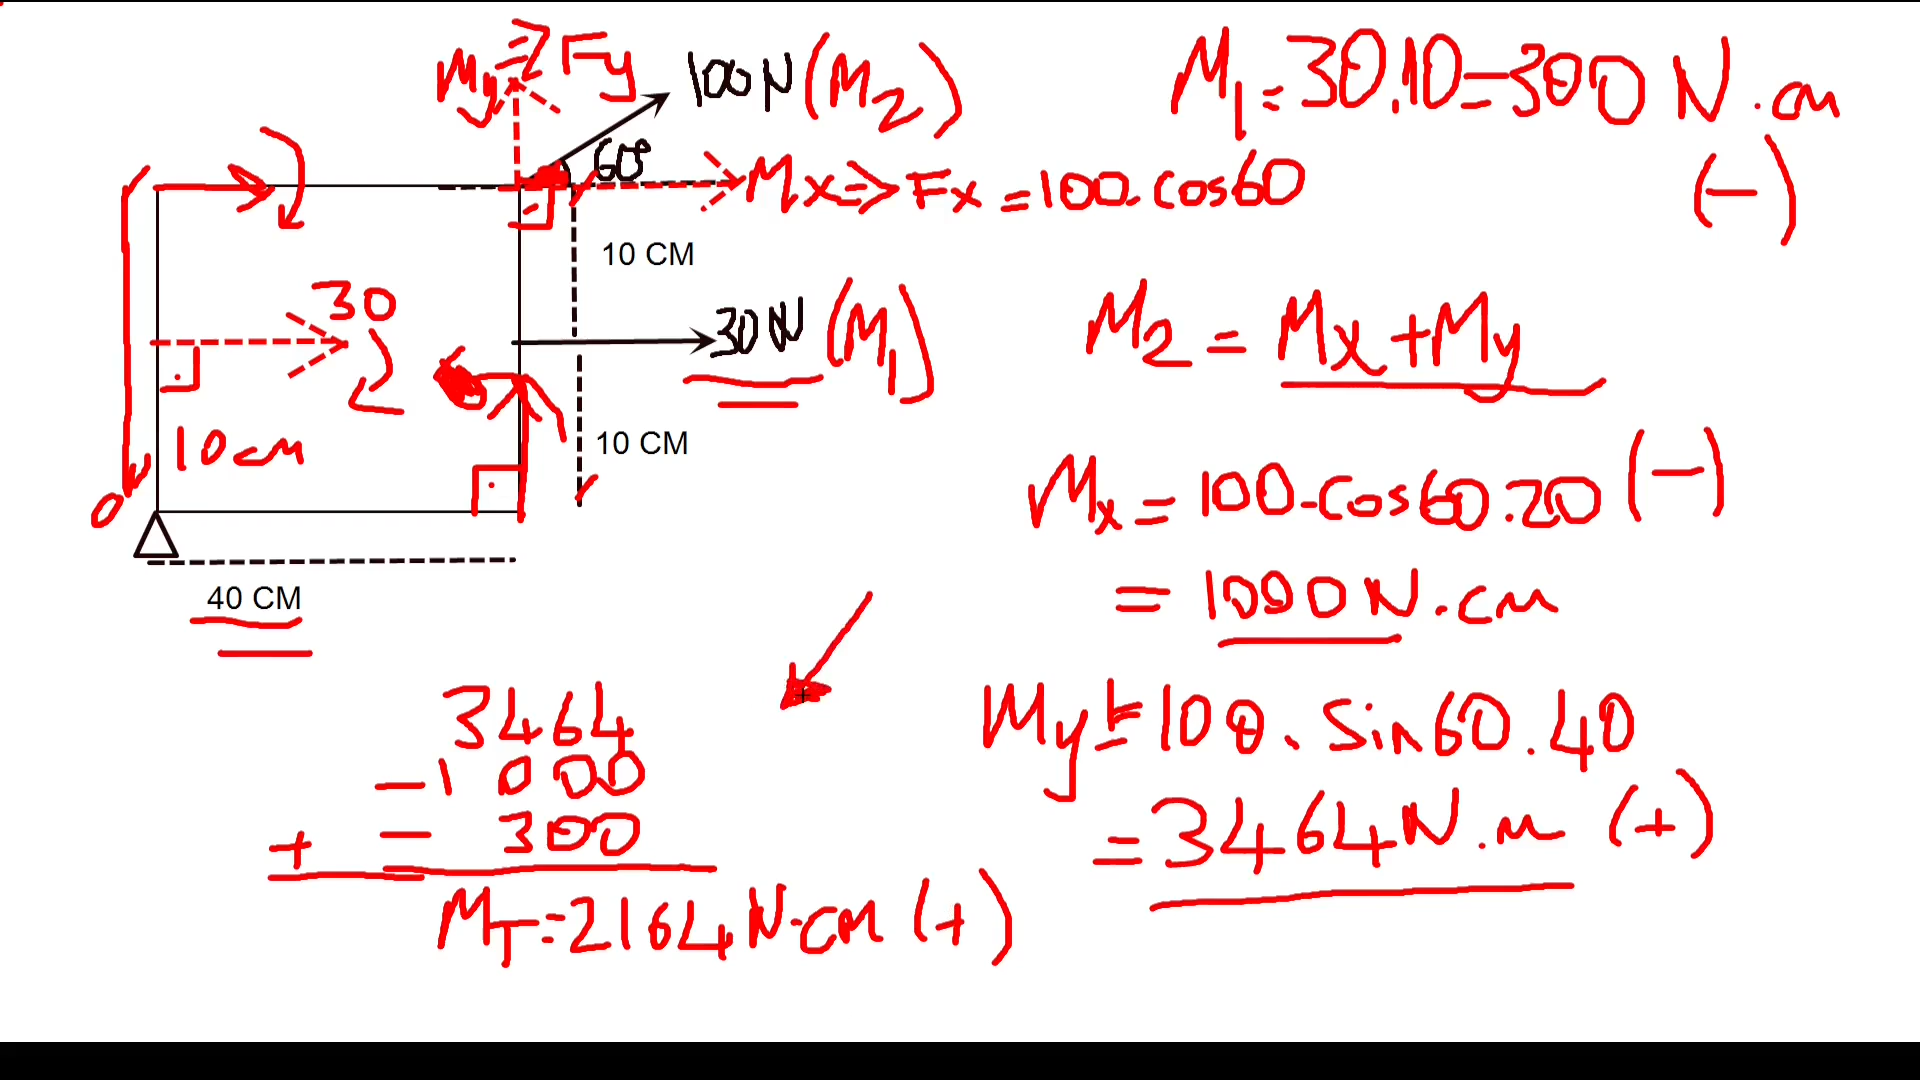 My => Fy
100N (M2)
M1 = 30.10 = 300 N.cm
(-)
60°
Mx => Fx = 100.cos60
10 CM
30
30N (M1)
M2 = Mx + My
10 CM
10cm
O
Mx = 100.cos60.20 (-)
= 1000 N.cm
40 CM
My = 100. Sin60.40
= 3464 N.m (+)
3464
-1000
+ - 300
MT = 2164 N.cm (+)